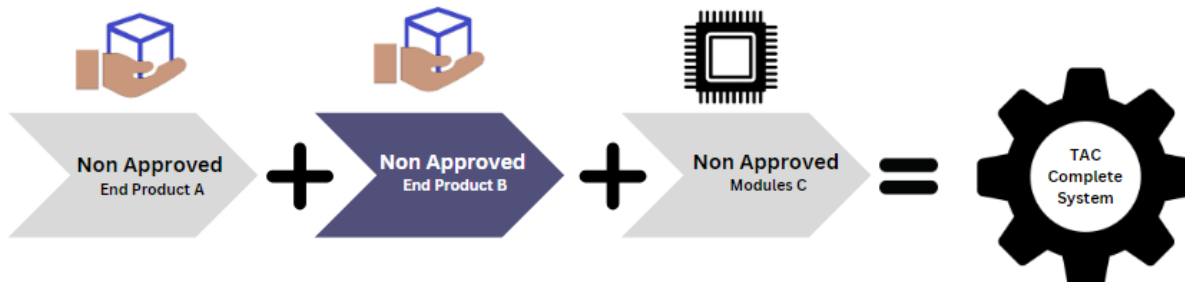 Non Approved
End Product A
Non Approved
End Product B
Non Approved
Modules C
TAC
Complete
System